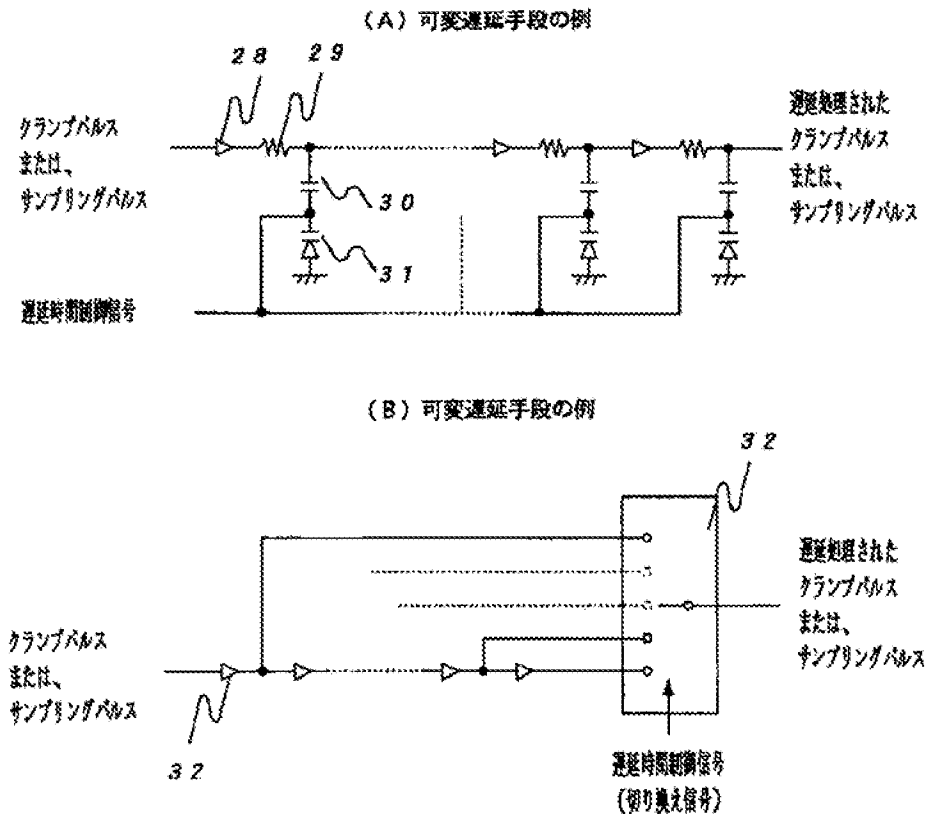 （A）可変遅延手段の例
２８ ２９
クランプパルス
または、
サンプリングパルス
遅延処理された
クランプパルス
または、
サンプリングパルス
３０
３１
遅延時間制御信号
（B）可変遅延手段の例
３２
遅延処理された
クランプパルス
または、
サンプリングパルス
クランプパルス
または、
サンプリングパルス
３２
遅延時間制御信号
(切り換え信号)